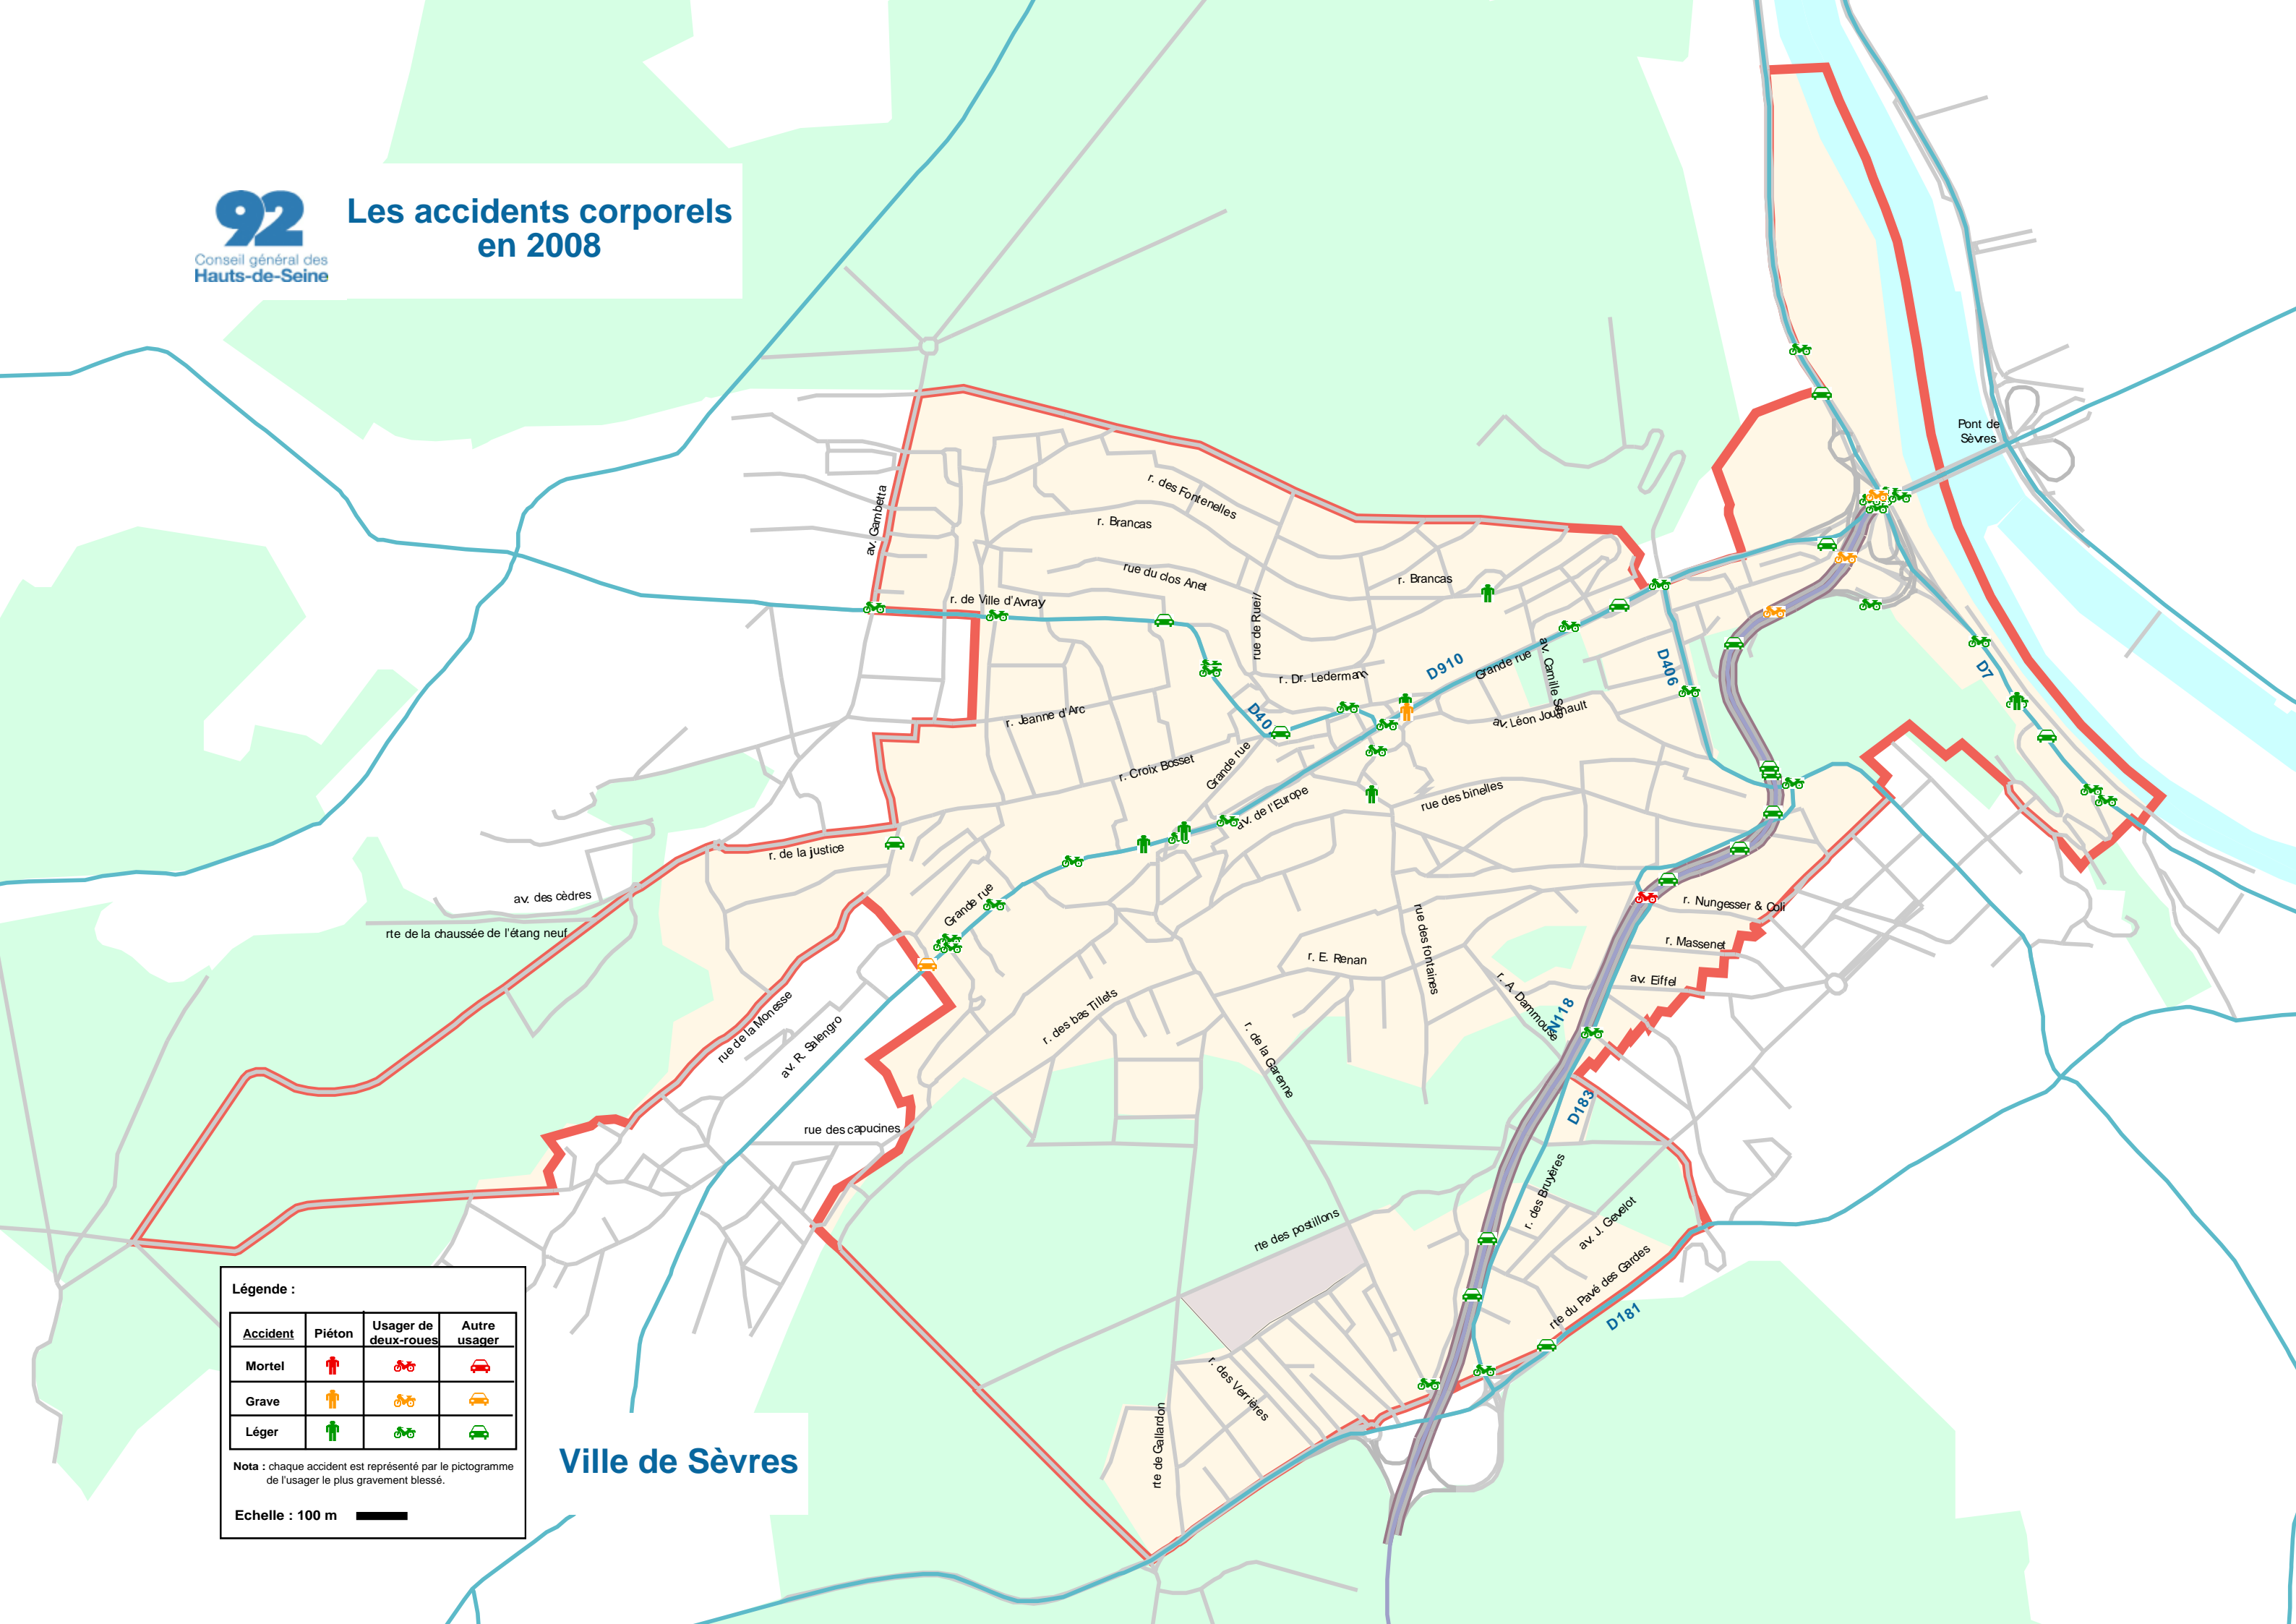 92
Conseil général des
Hauts-de-Seine
Les accidents corporels
en 2008
Pont de
Sèvres
av. Gambetta
r. des Fontenelles
r. Brancas
rue du clos Anet
r. Brancas
r. de Ville d'Avray
rue de Rueil
r. Dr. Ledermann
D910
Grande rue
av. Camille Sée
D406
D7
r. Jeanne d'Arc
D40
av. Léon Jouhault
r. Croix Bosset
Grande rue
av. de l'Europe
rue des binelles
r. de la justice
av. des cèdres
rte de la chaussée de l'étang neuf
Grande rue
r. Nungesser & Coli
r. Massenet
av. Eiffel
r. E. Renan
rue des fontaines
r. A. Dammouse
N118
rue de la Monesse
av. R. Salengro
r. des bas Tillets
r. de la Garenne
rue des capucines
D183
r. des Bruyères
av. J. Gevelot
rte des postillons
rte du Pavé des Gardes
D181
r. des Verrières
rte de Gallardon
Légende :
Accident Piéton Usager de deux-roues Autre usager
Mortel
Grave
Léger
Nota : chaque accident est représenté par le pictogramme
de l'usager le plus gravement blessé.
Echelle : 100 m
Ville de Sèvres